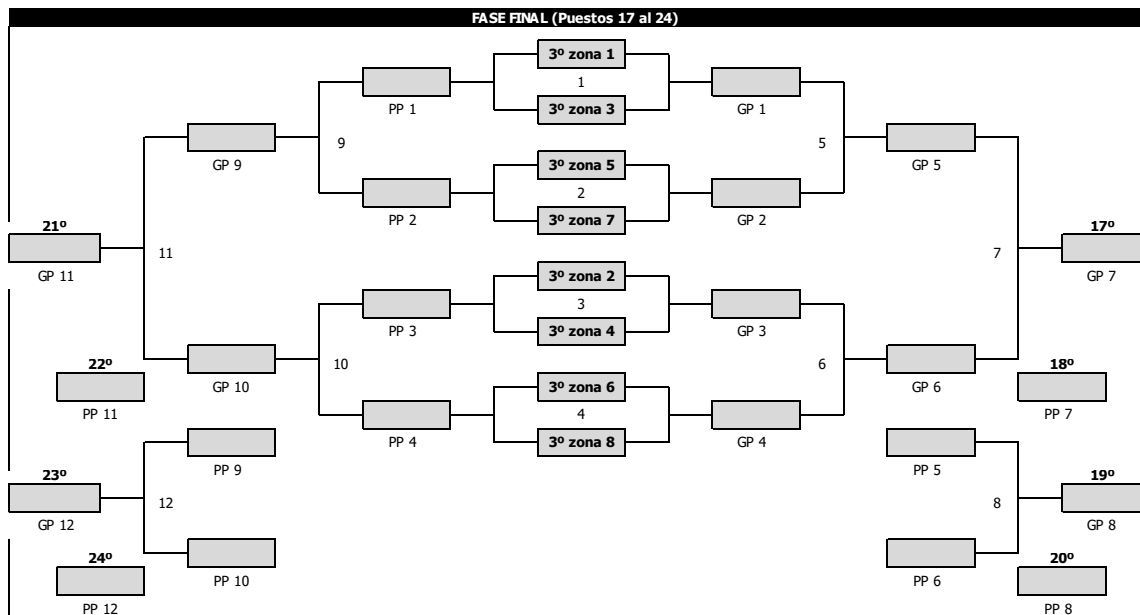 FASE FINAL (Puestos 17 al 24)
3º zona 1
1
PP 1
3º zona 3
GP 1
9
5
GP 9
3º zona 5
GP 5
2
PP 2
3º zona 7
GP 2
21º
17º
11
7
GP 11
3º zona 2
GP 7
3
PP 3
3º zona 4
GP 3
22º
10
6
18º
GP 10
3º zona 6
GP 6
PP 11
4
PP 7
PP 4
3º zona 8
GP 4
PP 9
PP 5
23º
19º
12
8
GP 12
GP 8
24º
PP 10
PP 6
20º
PP 12
PP 8